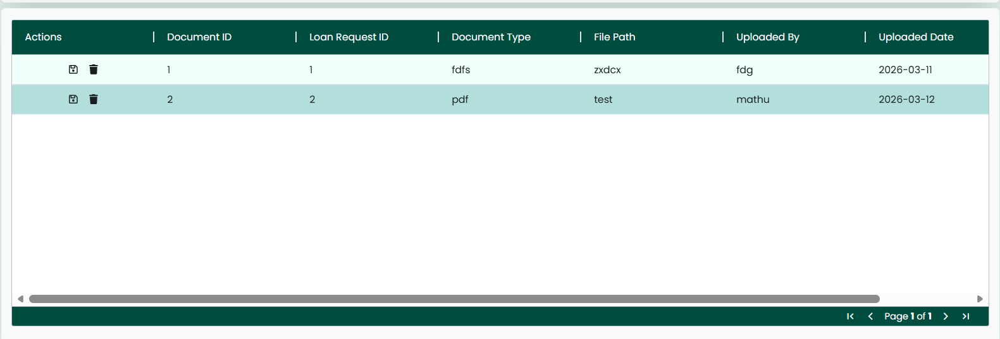 Actions Document ID Loan Request ID Document Type File Path Uploaded By Uploaded Date
1 1 fdfs zxdcx fdg 2026-03-11
2 2 pdf test mathu 2026-03-12
Page 1 of 1